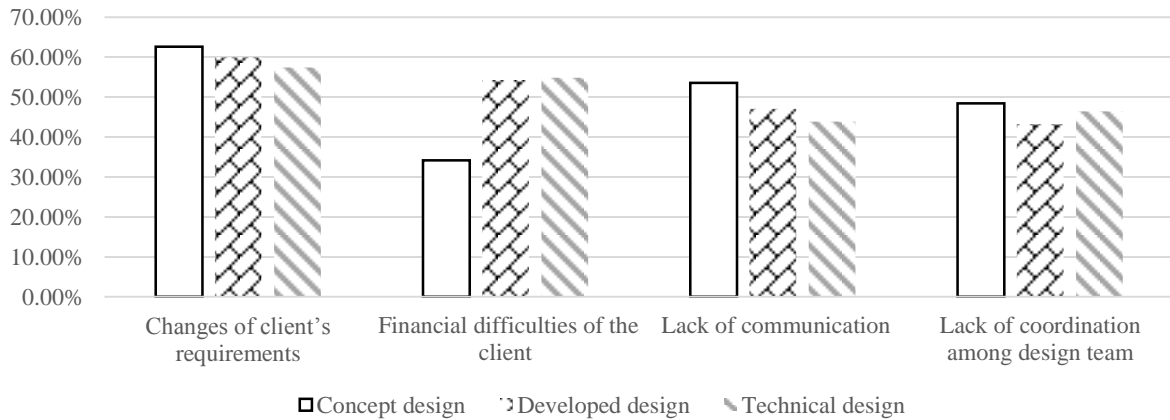 70.00%
60.00%
50.00%
40.00%
30.00%
20.00%
10.00%
0.00%
Changes of client’s
requirements
Financial difficulties of the
client
Lack of communication
Lack of coordination
among design team
Concept design
Developed design
Technical design